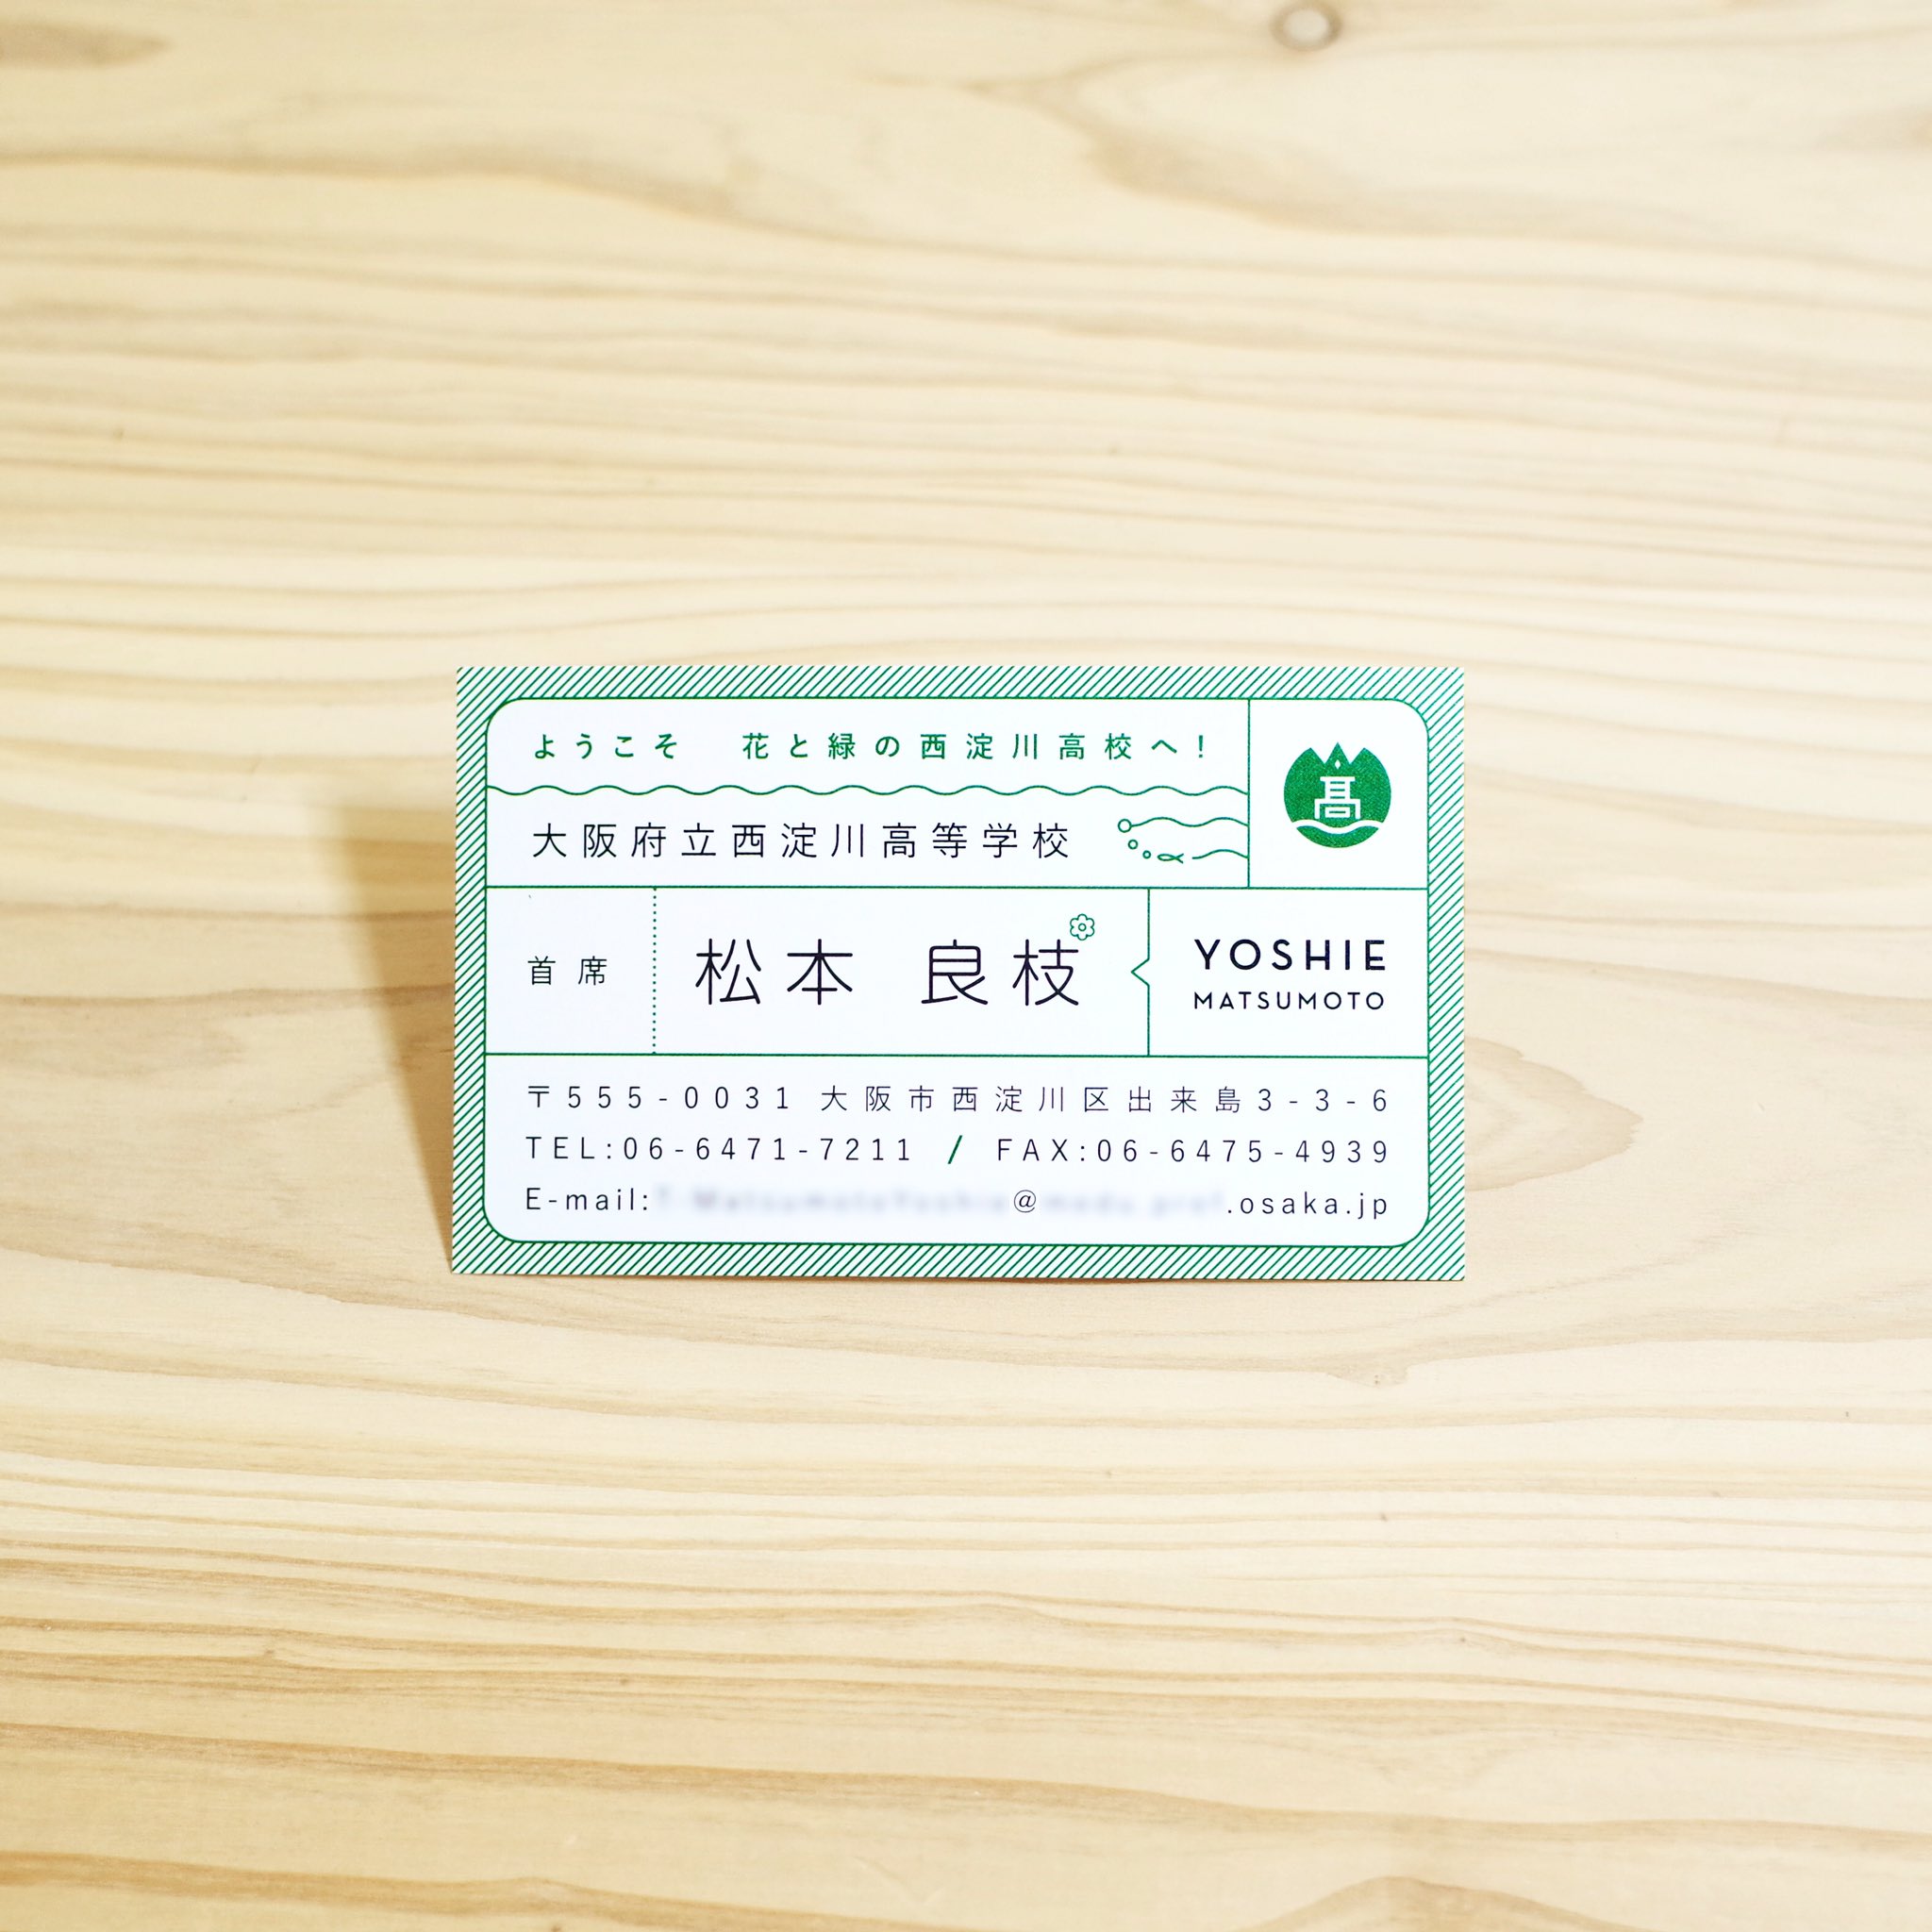 ようこそ 花と緑の西淀川高校へ!
高
大阪府立西淀川高等学校
首席
松本 良枝
YOSHIE
MATSUMOTO
〒555-0031 大阪市西淀川区出来島3-3-6
TEL:06-6471-7211 / FAX:06-6475-4939
E-mail: @ .osaka.jp